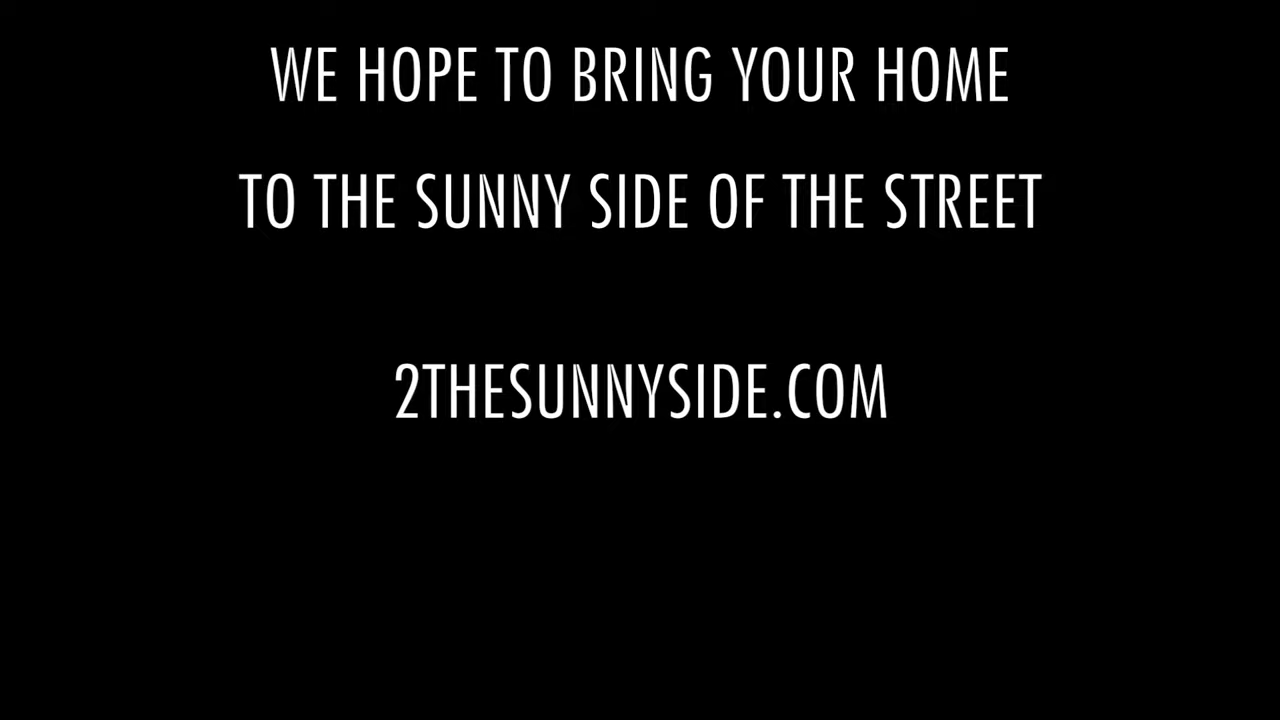 WE HOPE TO BRING YOUR HOME
TO THE SUNNY SIDE OF THE STREET
2THESUNNYSIDE.COM